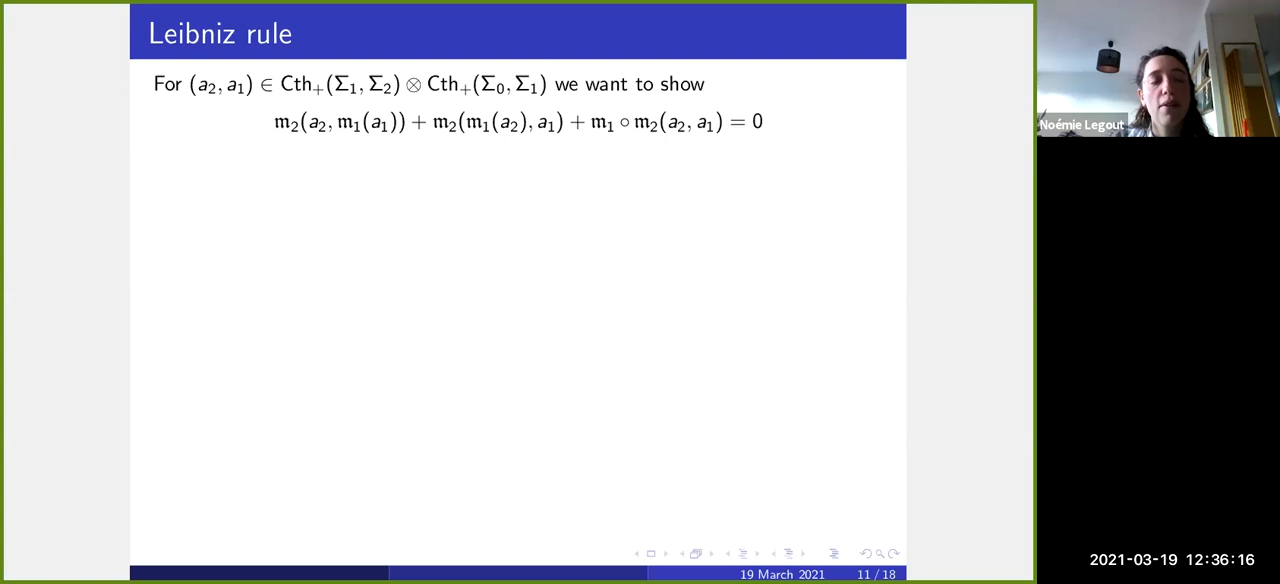 Leibniz rule
For (a₂, a₁) ∈ Cth₊(Σ₁, Σ₂) ⊗ Cth₊(Σ₀, Σ₁) we want to show
𝔪₂(a₂, 𝔪₁(a₁)) + 𝔪₂(𝔪₁(a₂), a₁) + 𝔪₁ ∘ 𝔪₂(a₂, a₁) = 0
19 March 2021 11 / 18
Noémie Legout
2021-03-19 12:36:16